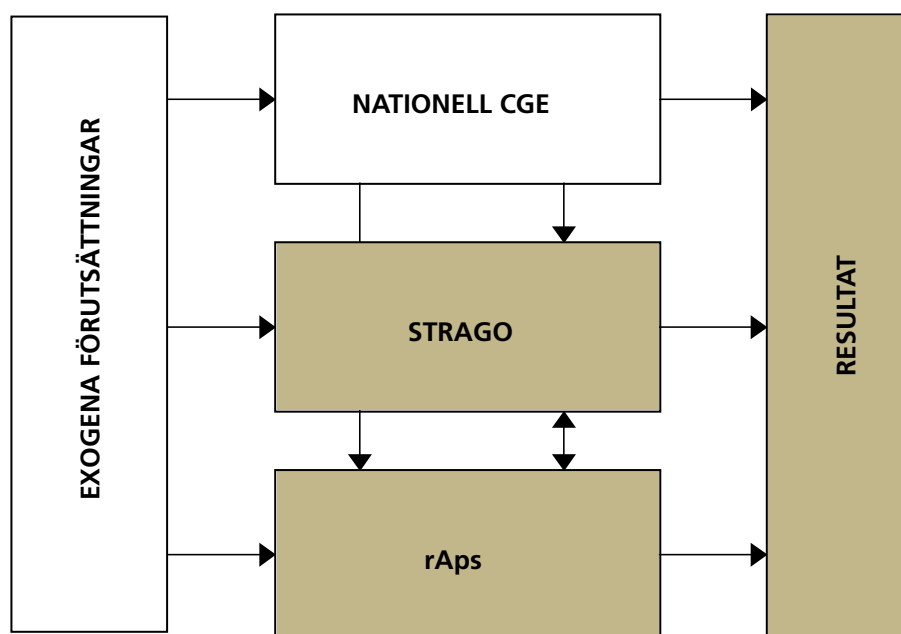 EXOGENA FÖRUTSÄTTNINGAR
NATIONELL CGE
STRAGO
rAps
RESULTAT